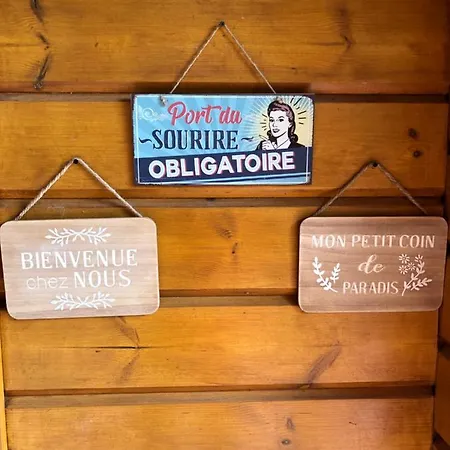 Port du
~SOURIRE~
OBLIGATOIRE
BIENVENUE
chez NOUS
MON PETIT COIN
de
PARADIS